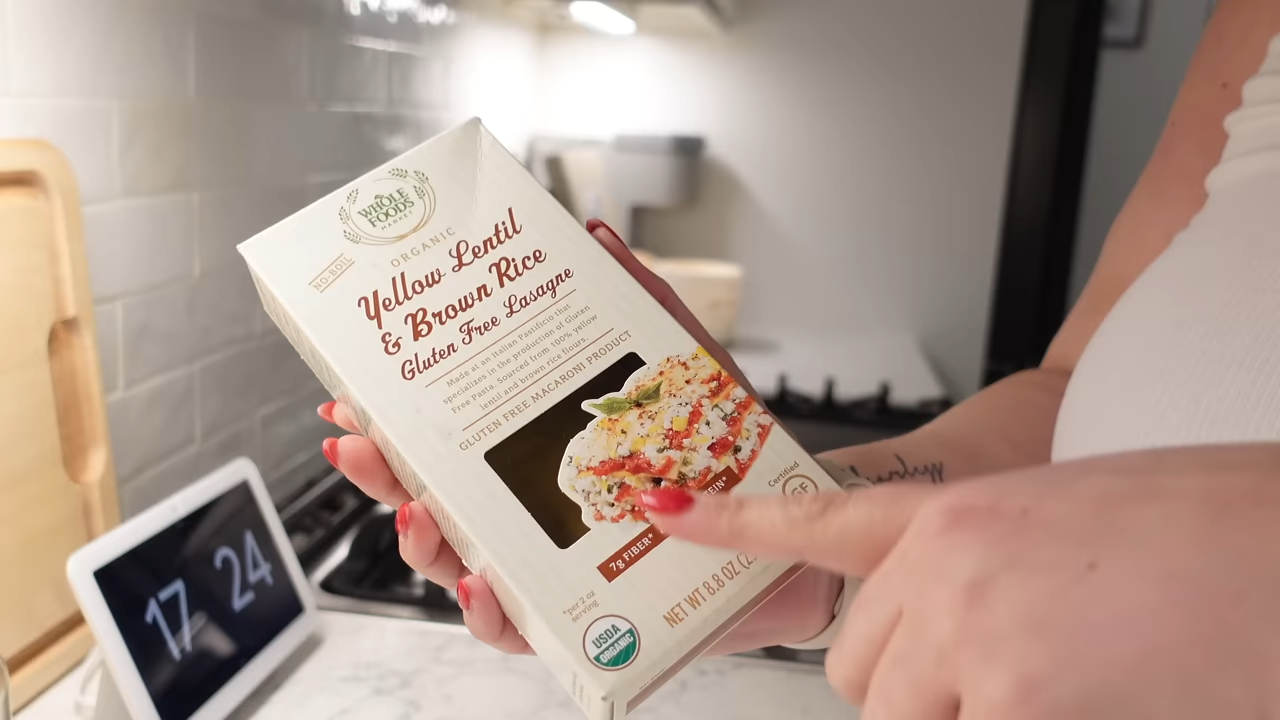 WHOLE
FOODS
MARKET
ORGANIC
NO-BOIL
Yellow Lentil
& Brown Rice
Gluten Free Lasagne
Made at an Italian Pastificio that
specializes in the production of Gluten
Free Pasta. Sourced from 100% yellow
lentil and brown rice flours.
GLUTEN FREE MACARONI PRODUCT
Certified
GF
7g FIBER*
*per 2 oz
serving
NET WT 8.8 OZ
USDA
ORGANIC
17 24